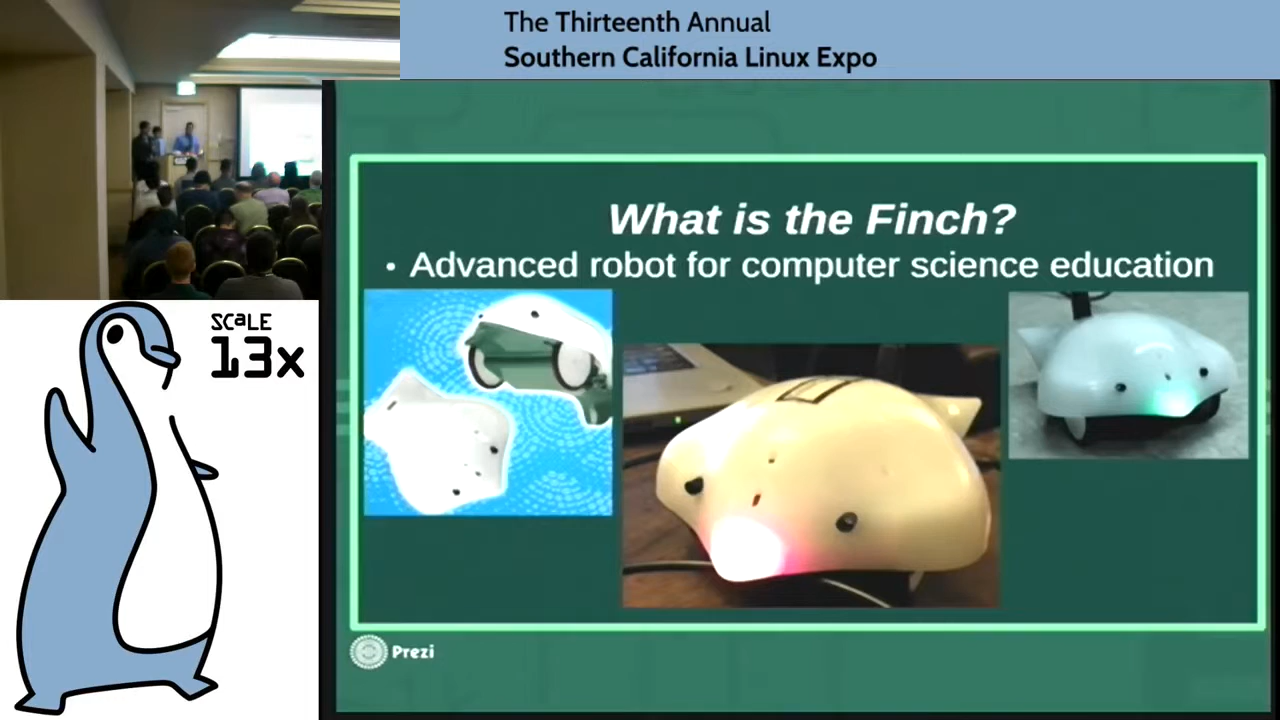 The Thirteenth Annual
Southern California Linux Expo
SCaLE
13x
What is the Finch?
• Advanced robot for computer science education
Prezi